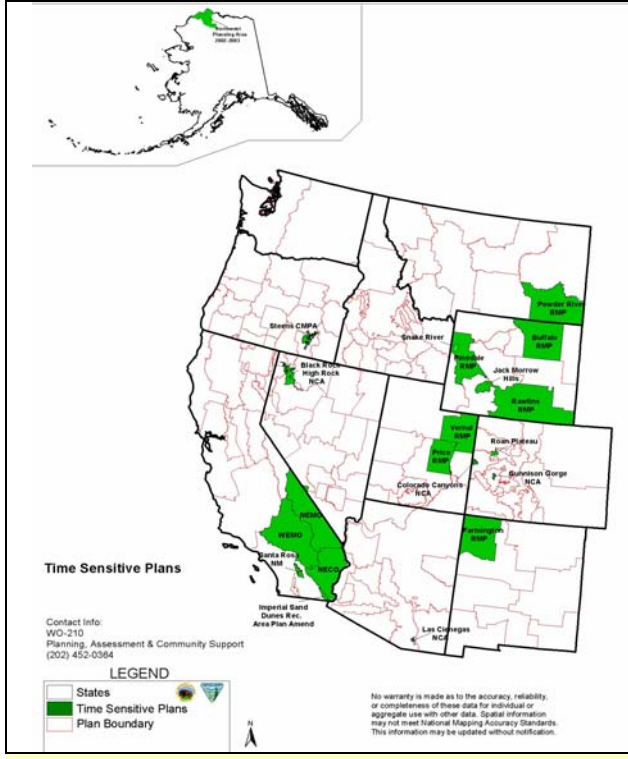 Northwest
Planning Area
2002-2003
Powder River
RMP
Steens CMPA
Snake River
Buffalo
RMP
Pinedale
RMP
Black Rock
High Rock
NCA
Jack Morrow
Hills
Rawlins
RMP
Vernal
RMP
Roan Plateau
Price
RMP
Gunnison Gorge
NCA
Colorado Canyons
NCA
NEMO
WEMO
Farmington
RMP
Santa Rosa
NM
NECO
Time Sensitive Plans
Imperial Sand
Dunes Rec.
Area Plan Amend
Las Cienegas
NCA
Contact Info:
WO-210
Planning, Assessment & Community Support
(202) 452-0364
LEGEND
States
Time Sensitive Plans
Plan Boundary
N
No warranty is made as to the accuracy, reliability,
or completeness of these data for individual or
aggregate use with other data. Spatial information
may not meet National Mapping Accuracy Standards.
This information may be updated without notification.